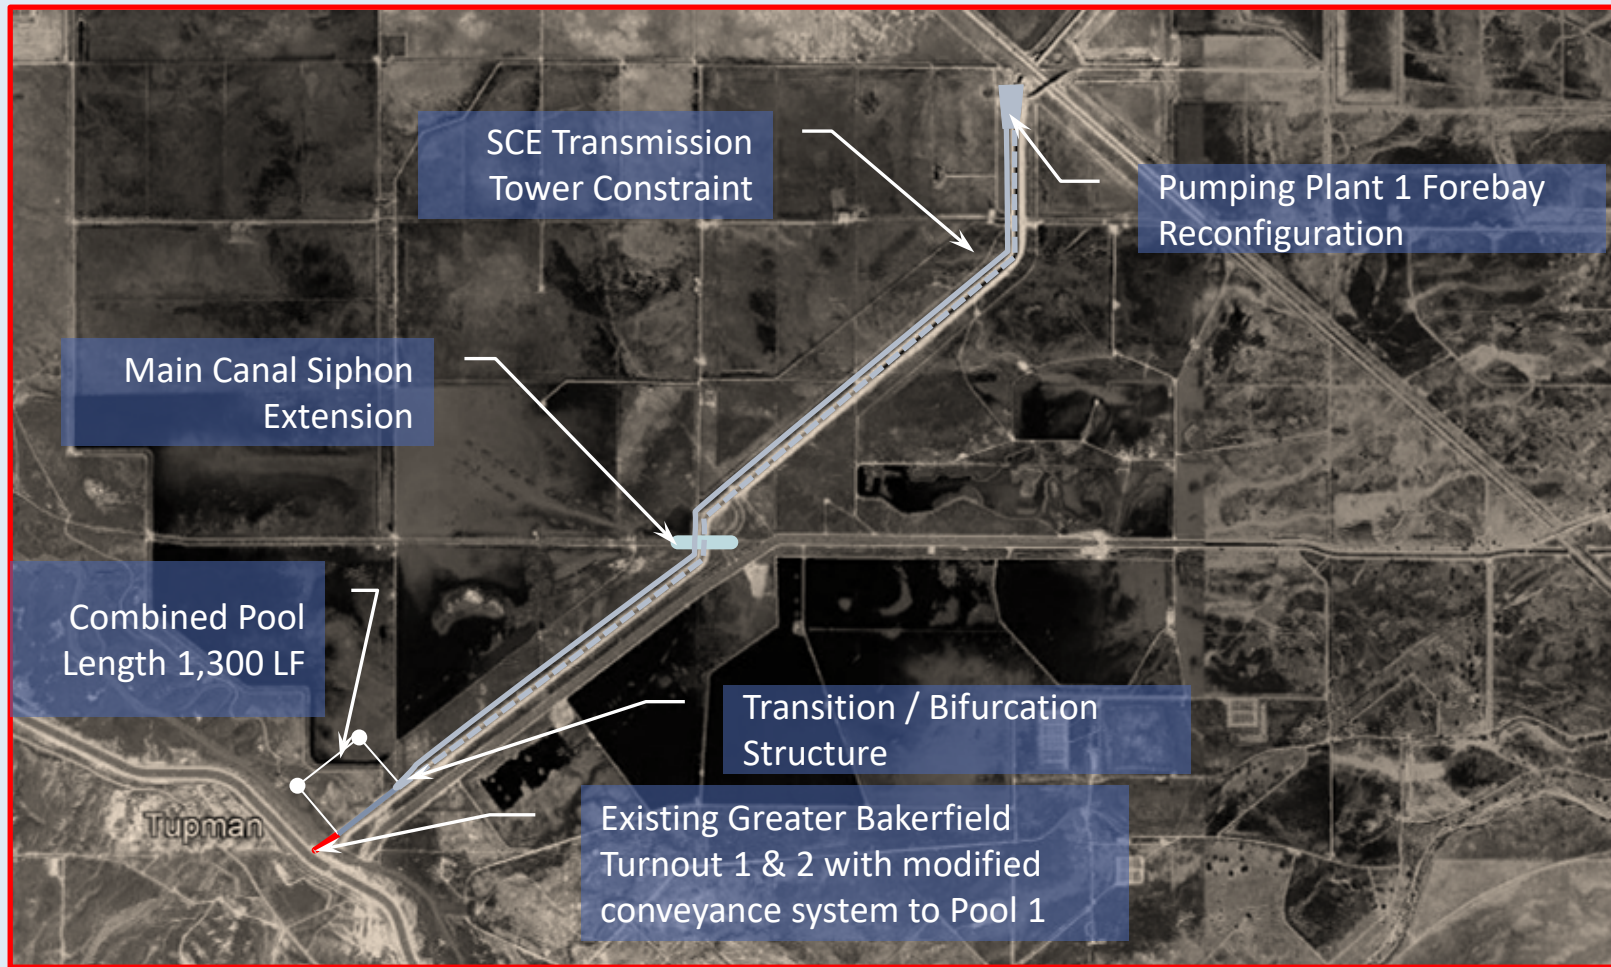 SCE Transmission
Tower Constraint
Pumping Plant 1 Forebay
Reconfiguration
Main Canal Siphon
Extension
Combined Pool
Length 1,300 LF
Transition / Bifurcation
Structure
Tupman
Existing Greater Bakerfield
Turnout 1 & 2 with modified
conveyance system to Pool 1